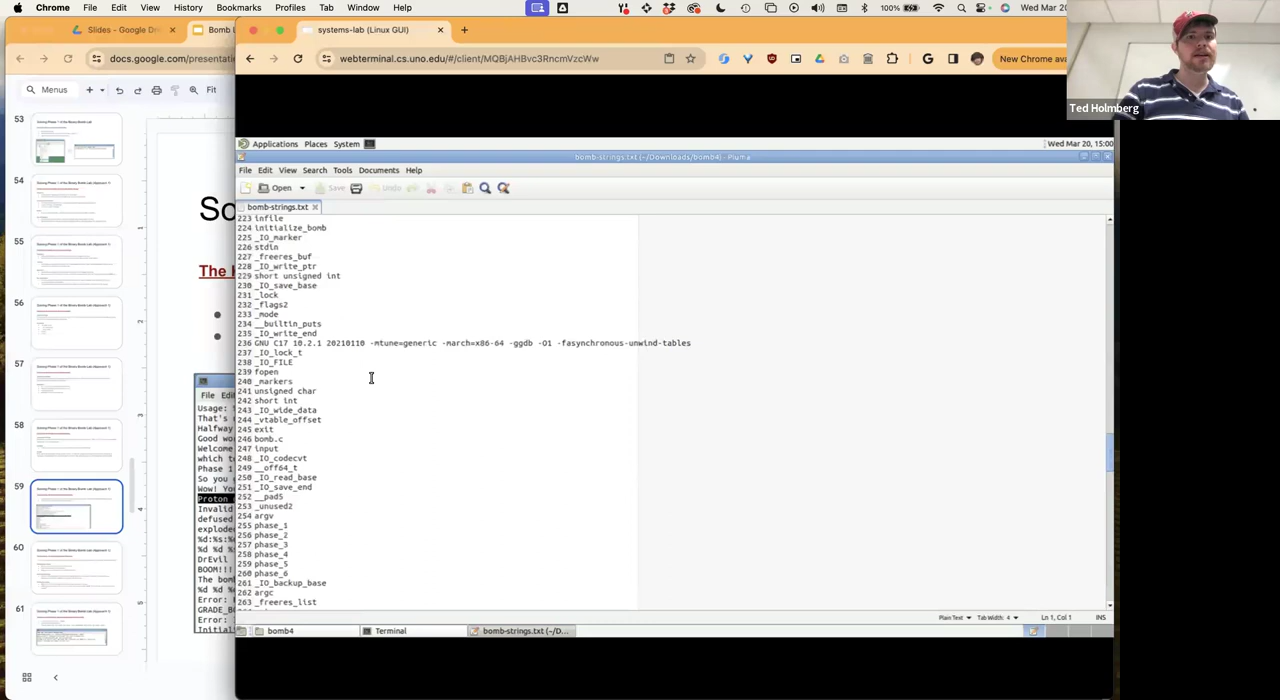 Chrome File Edit View History Bookmarks Profiles Tab Window Help 100% Wed Mar 20
Slides - Google Dri
Bomb L
systems-lab (Linux GUI)
docs.google.com/presentati
webterminal.cs.uno.edu/#/client/MQBjAHBvc3RncmVzcWw
New Chrome ava
Menus
Fit
Ted Holmberg
53
54
55
56
57
58
59
60
61
So
The
File Edi
Usage:
That's
Halfway
Good wo
Welcome
which t
Phase 1
So you
Wow! Yo
Proton
Invalid
defused
explode
%d:%s:%
%d %d %
DrEvil
BOOM!!!
The bom
%d %d %
Error:
GRADE_BO
Error:
Initial
Applications Places System
Wed Mar 20, 15:00
bomb-strings.txt (~/Downloads/bomb4) - Pluma
File Edit View Search Tools Documents Help
Open Save Undo
bomb-strings.txt
223 infile
224 initialize_bomb
225 _IO_marker
226 stdin
227 _freeres_buf
228 _IO_write_ptr
229 short unsigned int
230 _IO_save_base
231 _lock
232 _flags2
233 _mode
234 __builtin_puts
235 _IO_write_end
236 GNU C17 10.2.1 20210110 -mtune=generic -march=x86-64 -ggdb -O1 -fasynchronous-unwind-tables
237 _IO_lock_t
238 _IO_FILE
239 fopen
240 _markers
241 unsigned char
242 short int
243 _IO_wide_data
244 _vtable_offset
245 exit
246 bomb.c
247 input
248 _IO_codecvt
249 __off64_t
250 _IO_read_base
251 _IO_save_end
252 __pad5
253 _unused2
254 argv
255 phase_1
256 phase_2
257 phase_3
258 phase_4
259 phase_5
260 phase_6
261 _IO_backup_base
262 argc
263 _freeres_list
Plain Text Tab Width: 4 Ln 1, Col 1 INS
bomb4 Terminal bomb-strings.txt (~/D...